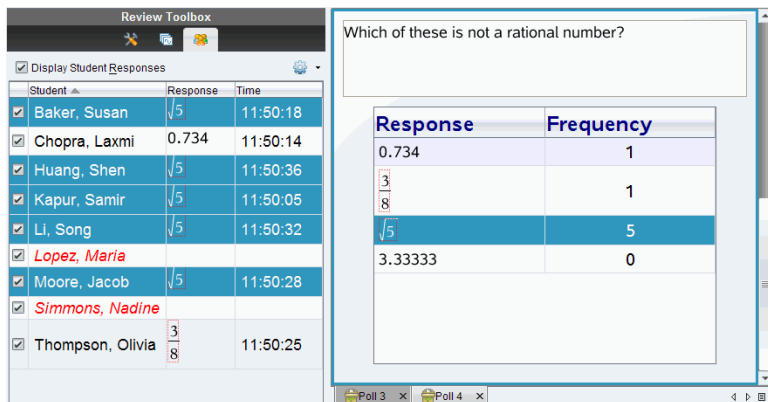 Review Toolbox
Display Student Responses
Student Response Time
Baker, Susan √5 11:50:18
Chopra, Laxmi 0.734 11:50:14
Huang, Shen √5 11:50:36
Kapur, Samir √5 11:50:05
Li, Song √5 11:50:32
Lopez, Maria
Moore, Jacob √5 11:50:28
Simmons, Nadine
Thompson, Olivia 3/8 11:50:25
Which of these is not a rational number?
Response Frequency
0.734 1
3/8 1
√5 5
3.33333 0
Poll 3 Poll 4